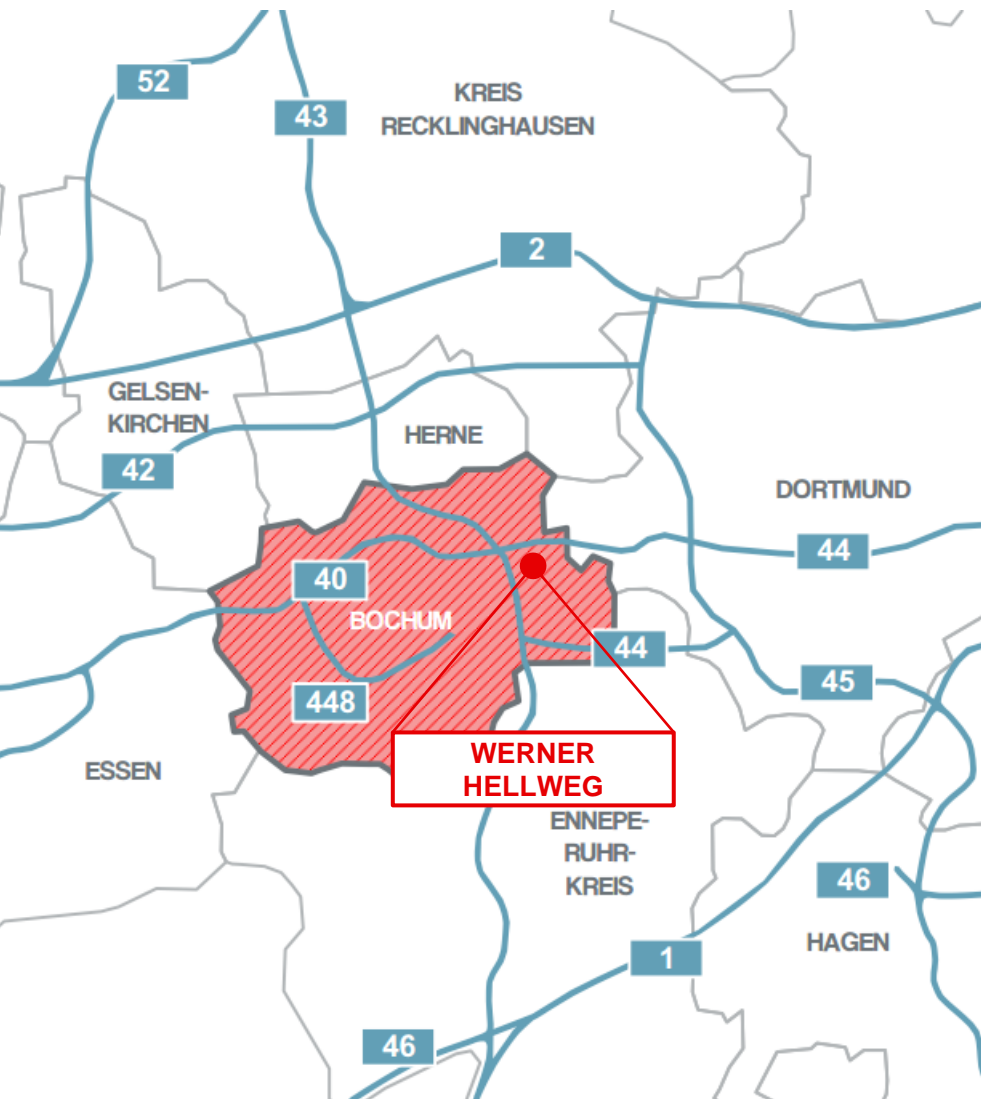 52
43
KREIS
RECKLINGHAUSEN
2
GELSEN-
KIRCHEN
HERNE
42
DORTMUND
44
40
BOCHUM
44
448
45
WERNER
HELLWEG
ESSEN
ENNEPE-
RUHR-
KREIS
46
HAGEN
1
46